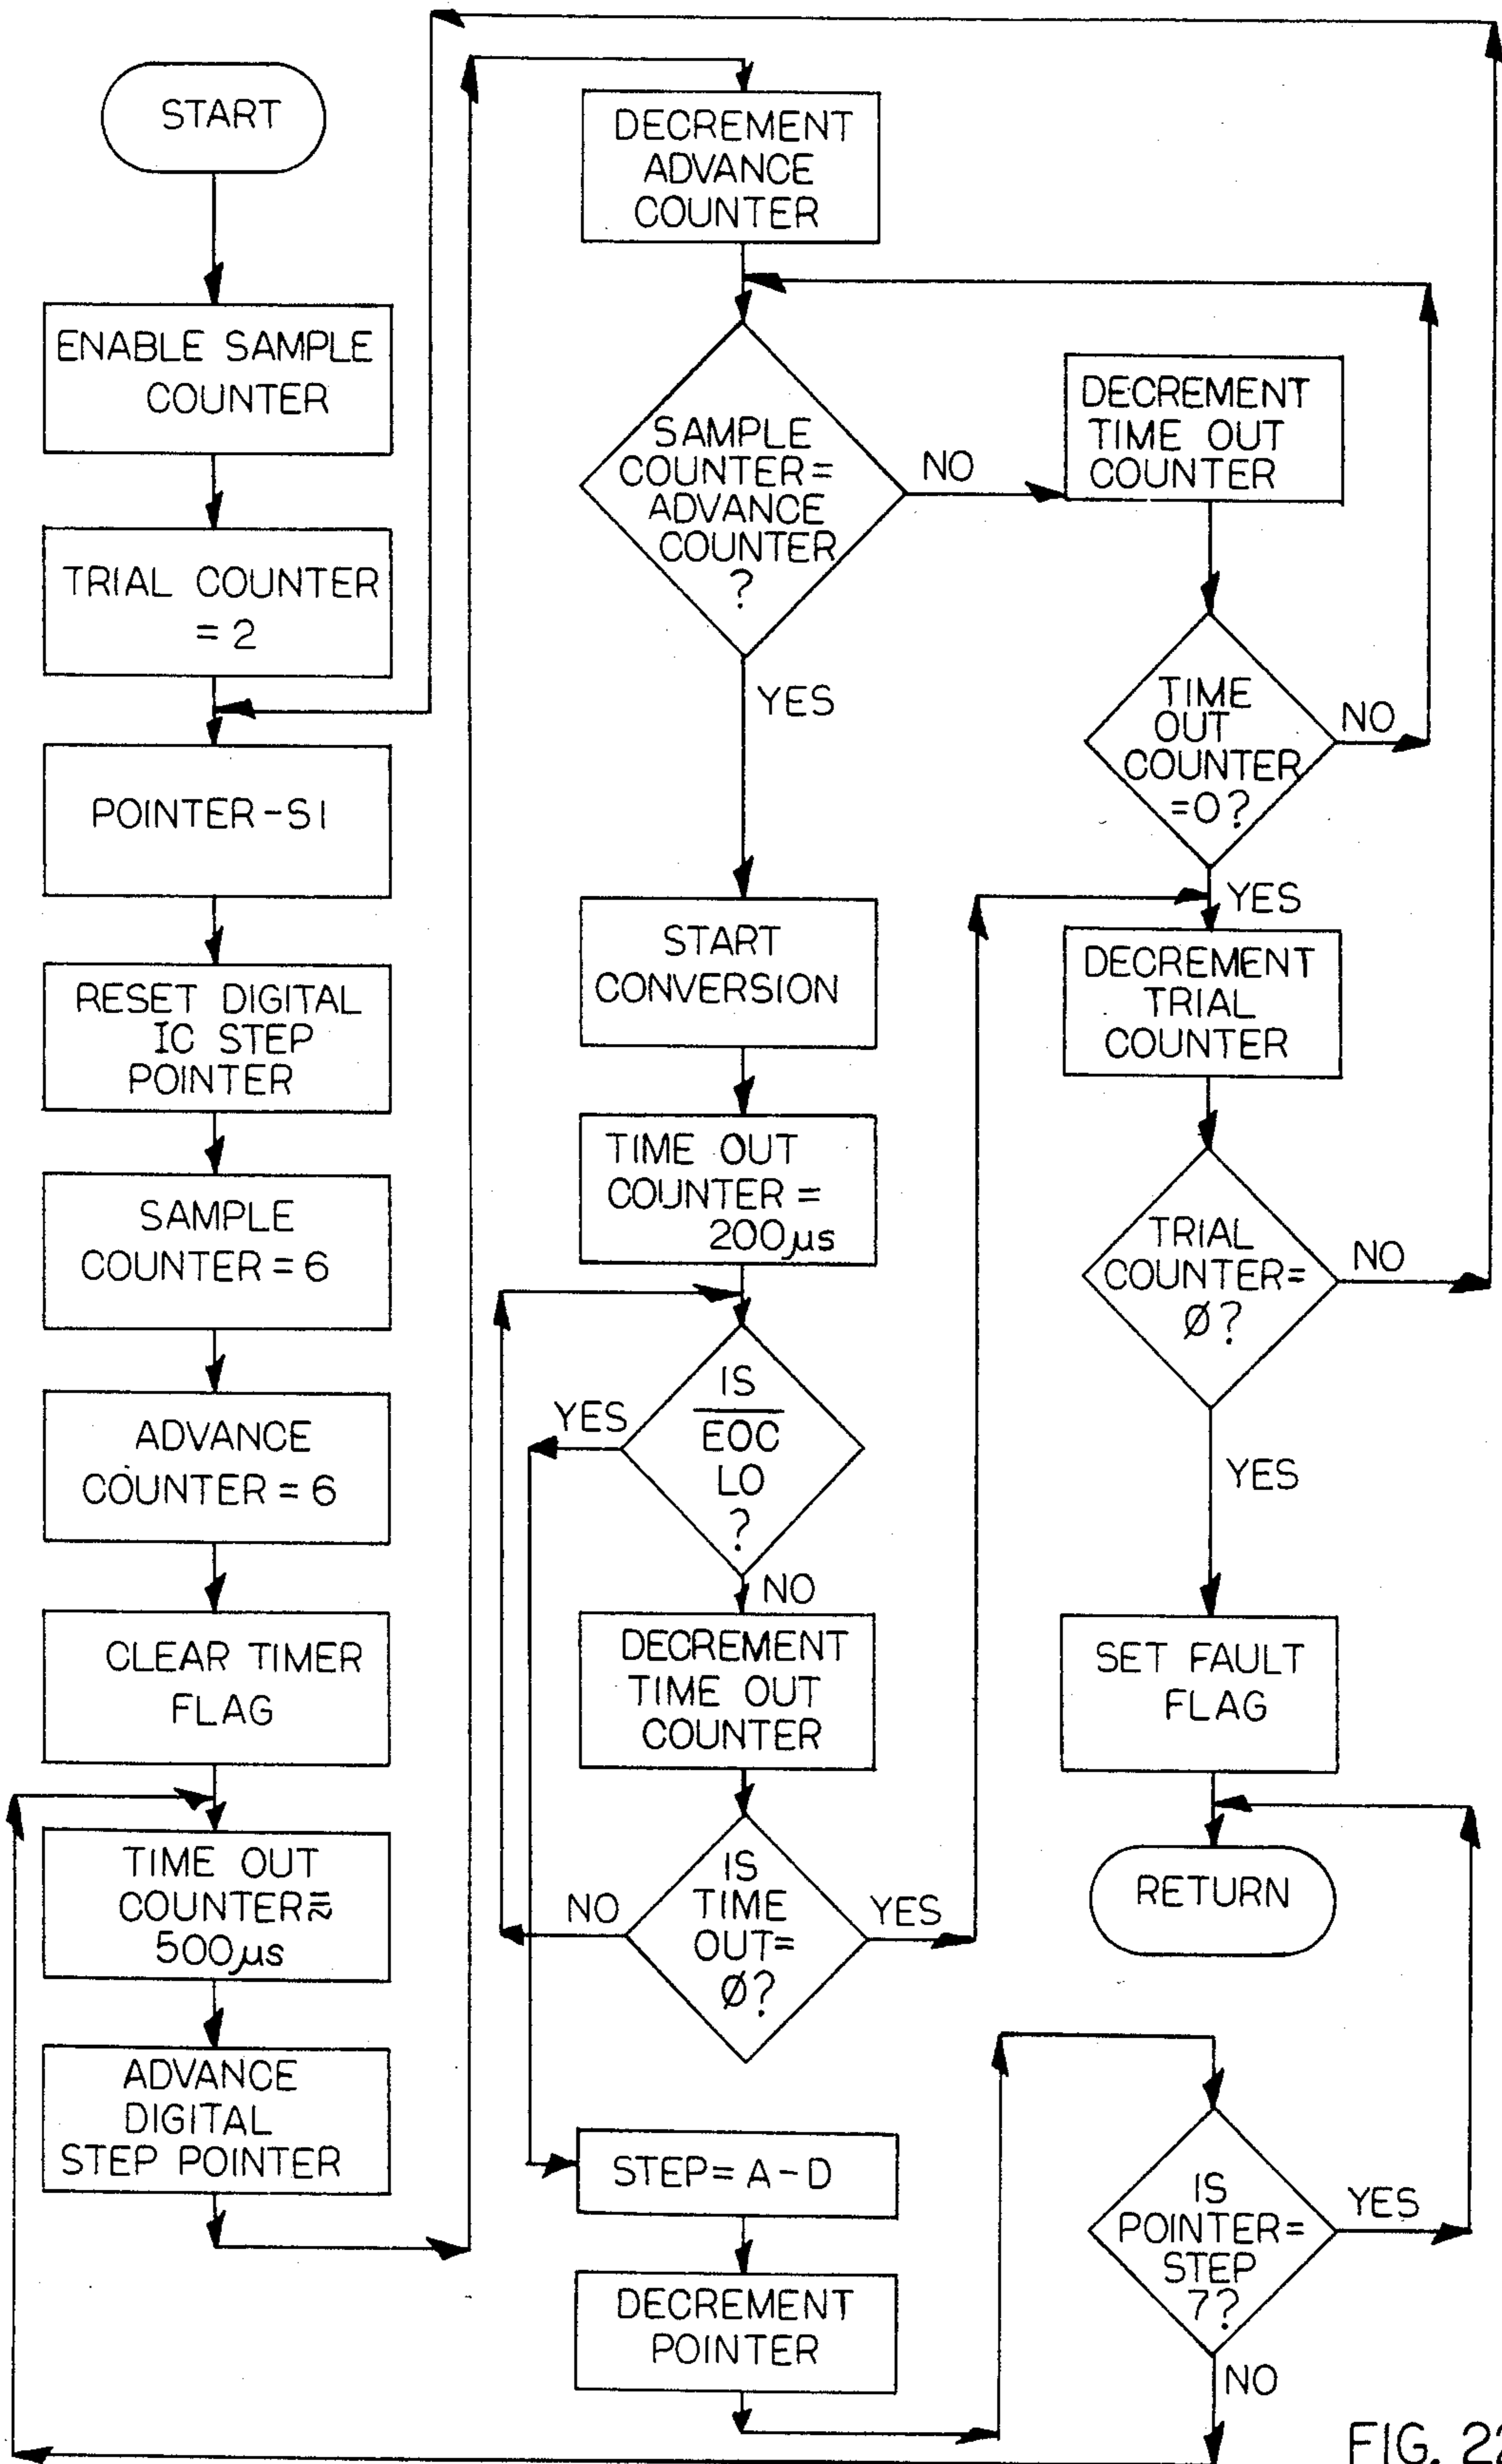 START
ENABLE SAMPLE
COUNTER
TRIAL COUNTER
= 2
POINTER-S1
RESET DIGITAL
IC STEP
POINTER
SAMPLE
COUNTER = 6
ADVANCE
COUNTER = 6
CLEAR TIMER
FLAG
TIME OUT
COUNTER ≅
500µs
ADVANCE
DIGITAL
STEP POINTER
DECREMENT
ADVANCE
COUNTER
SAMPLE
COUNTER =
ADVANCE
COUNTER
?
NO
YES
START
CONVERSION
TIME OUT
COUNTER =
200µs
IS
E̅O̅C̅
LO
?
YES
NO
DECREMENT
TIME OUT
COUNTER
IS
TIME
OUT=
Ø?
NO
YES
STEP = A-D
DECREMENT
POINTER
DECREMENT
TIME OUT
COUNTER
TIME
OUT
COUNTER
=0?
NO
YES
DECREMENT
TRIAL
COUNTER
TRIAL
COUNTER=
Ø?
NO
YES
SET FAULT
FLAG
RETURN
IS
POINTER=
STEP
7?
YES
NO
FIG. 22